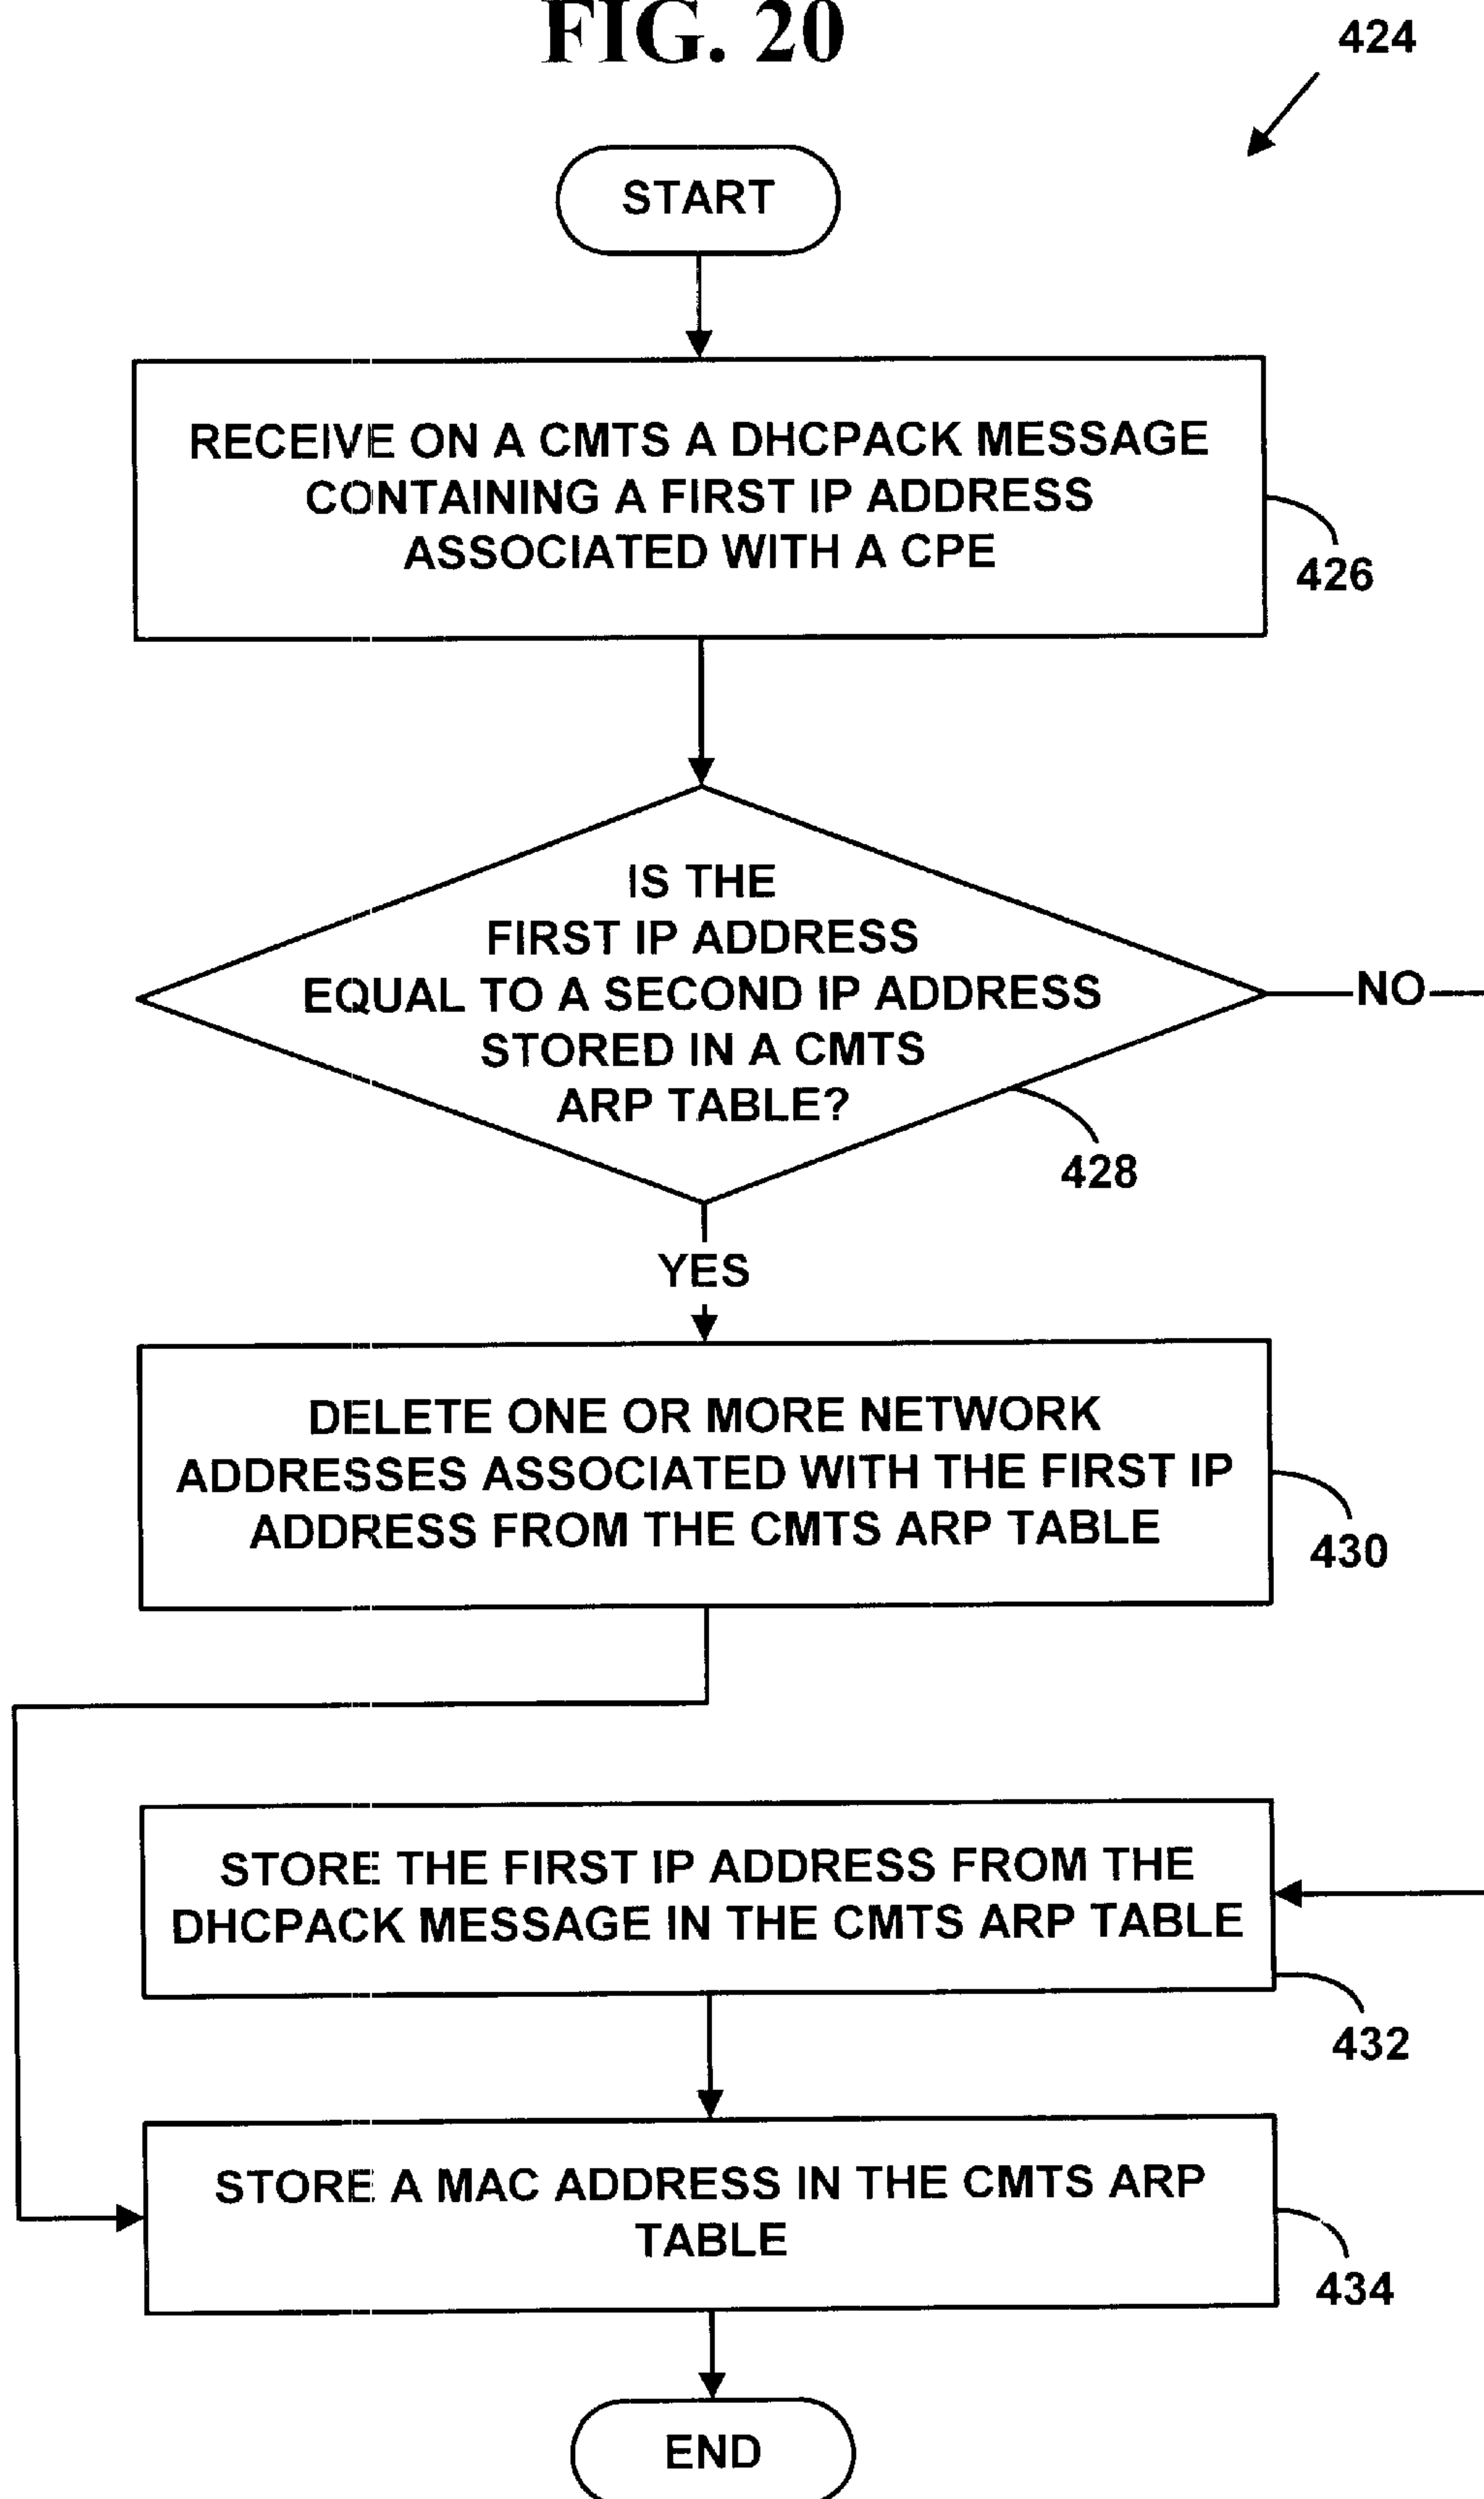 FIG. 20
424
START
RECEIVE ON A CMTS A DHCPACK MESSAGE
CONTAINING A FIRST IP ADDRESS
ASSOCIATED WITH A CPE
426
IS THE
FIRST IP ADDRESS
EQUAL TO A SECOND IP ADDRESS
STORED IN A CMTS
ARP TABLE?
NO
428
YES
DELETE ONE OR MORE NETWORK
ADDRESSES ASSOCIATED WITH THE FIRST IP
ADDRESS FROM THE CMTS ARP TABLE
430
STORE THE FIRST IP ADDRESS FROM THE
DHCPACK MESSAGE IN THE CMTS ARP TABLE
432
STORE A MAC ADDRESS IN THE CMTS ARP
TABLE
434
END